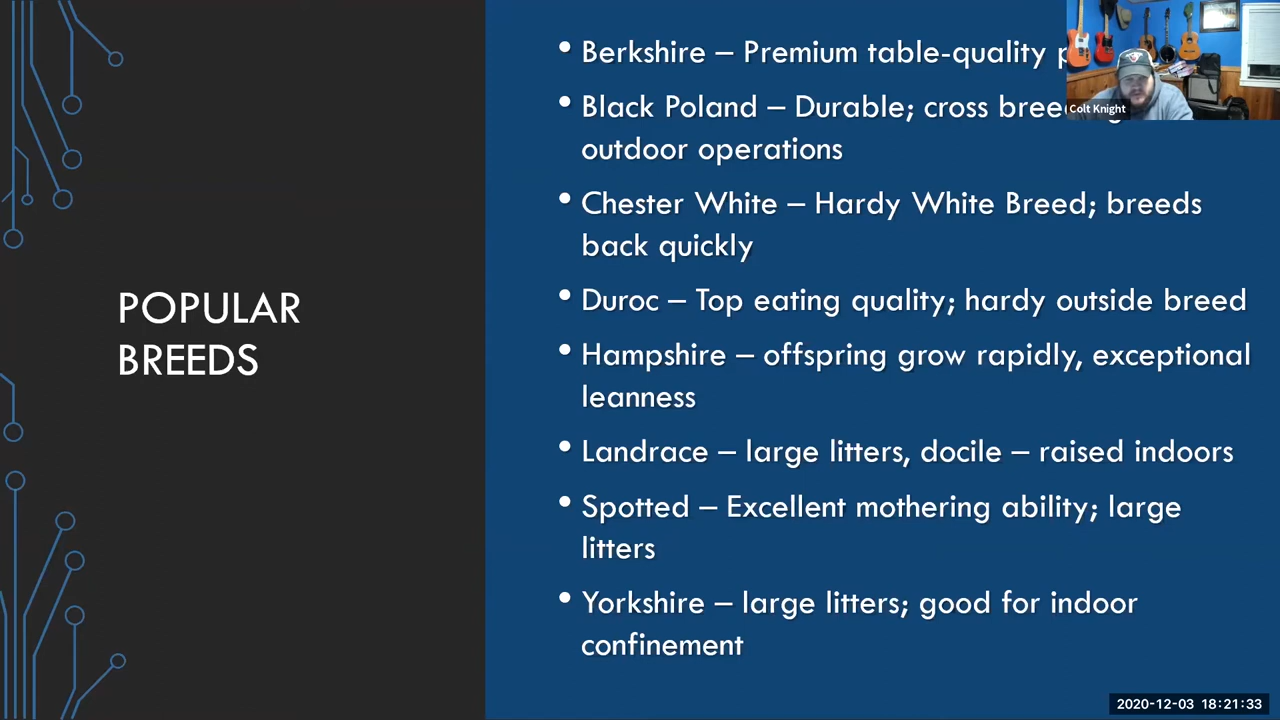 POPULAR
BREEDS
• Berkshire – Premium table-quality
• Black Poland – Durable; cross
outdoor operations
• Chester White – Hardy White Breed; breeds
back quickly
• Duroc – Top eating quality; hardy outside breed
• Hampshire – offspring grow rapidly, exceptional
leanness
• Landrace – large litters, docile – raised indoors
• Spotted – Excellent mothering ability; large
litters
• Yorkshire – large litters; good for indoor
confinement
Colt Knight
2020-12-03 18:21:33